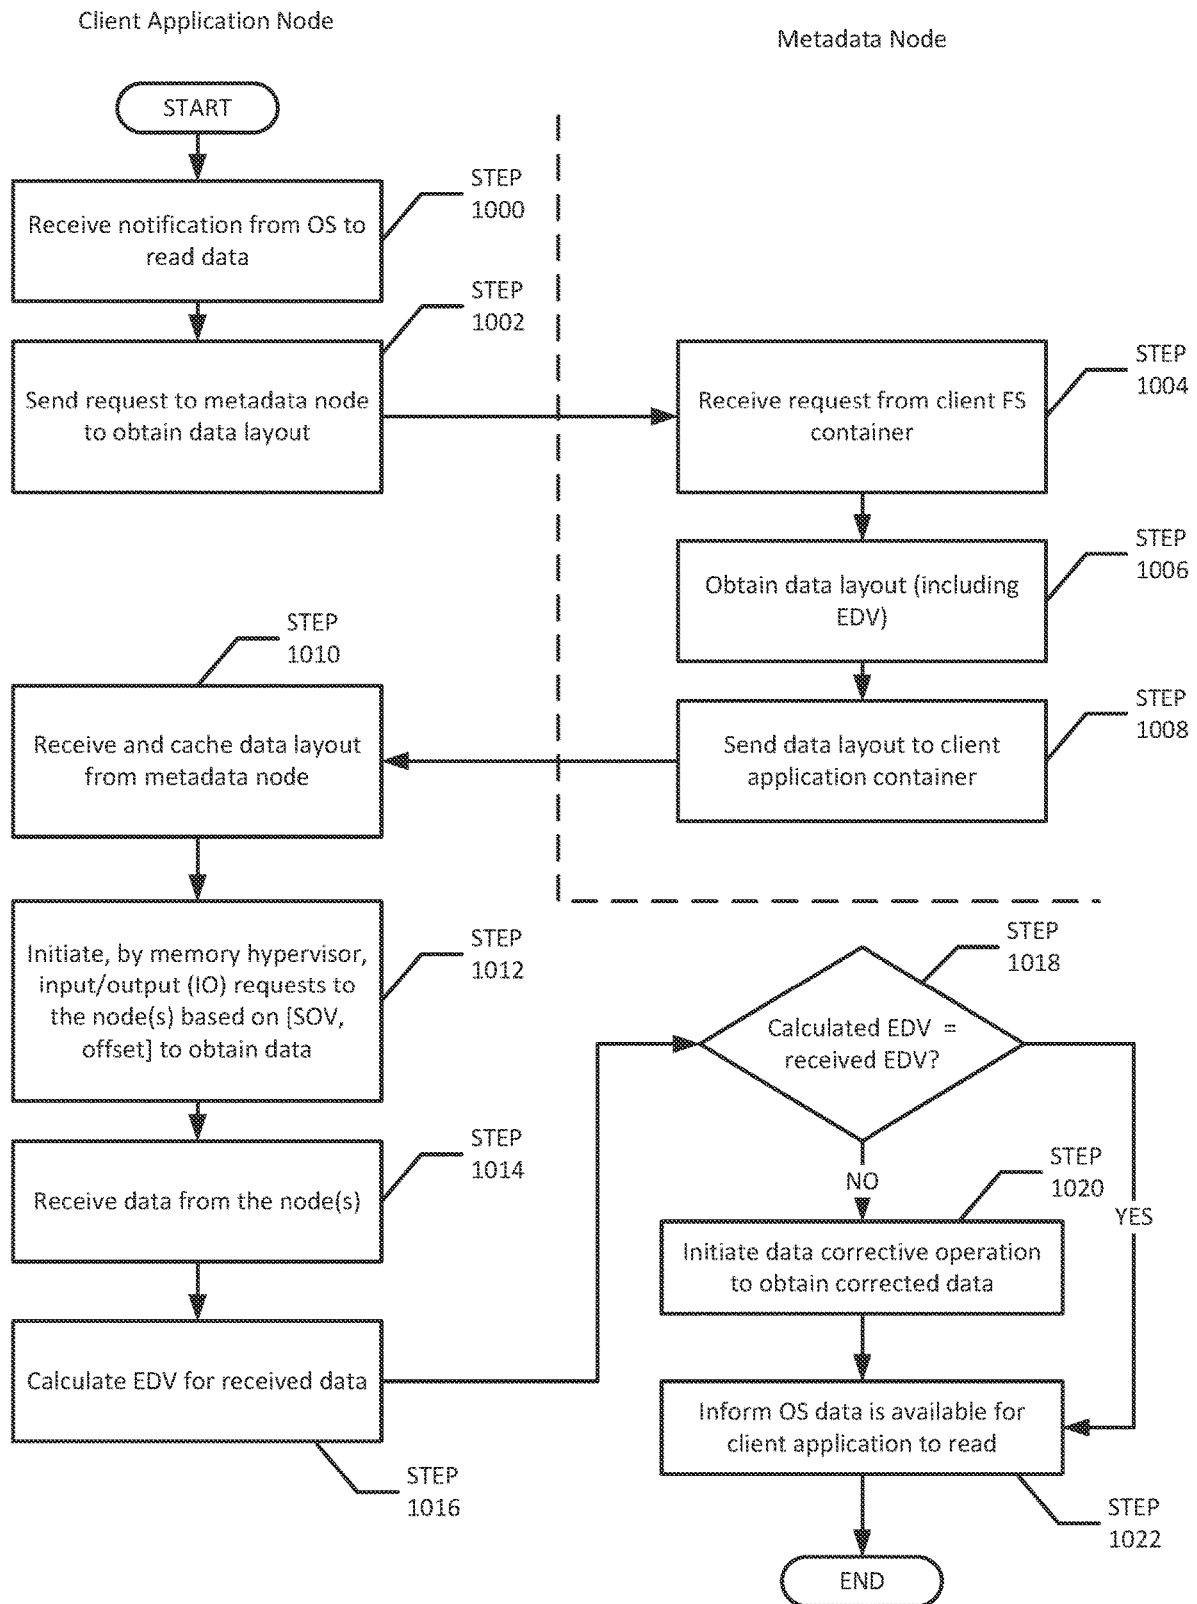 Client Application Node
Metadata Node
START
Receive notification from OS to
read data
STEP
1000
Send request to metadata node
to obtain data layout
STEP
1002
Receive request from client FS
container
STEP
1004
Obtain data layout (including
EDV)
STEP
1006
Send data layout to client
application container
STEP
1008
STEP
1010
Receive and cache data layout
from metadata node
Initiate, by memory hypervisor,
input/output (IO) requests to
the node(s) based on [SOV,
offset] to obtain data
STEP
1012
Receive data from the node(s)
STEP
1014
Calculate EDV for received data
STEP
1016
STEP
1018
Calculated EDV =
received EDV?
NO
YES
STEP
1020
Initiate data corrective operation
to obtain corrected data
Inform OS data is available for
client application to read
STEP
1022
END